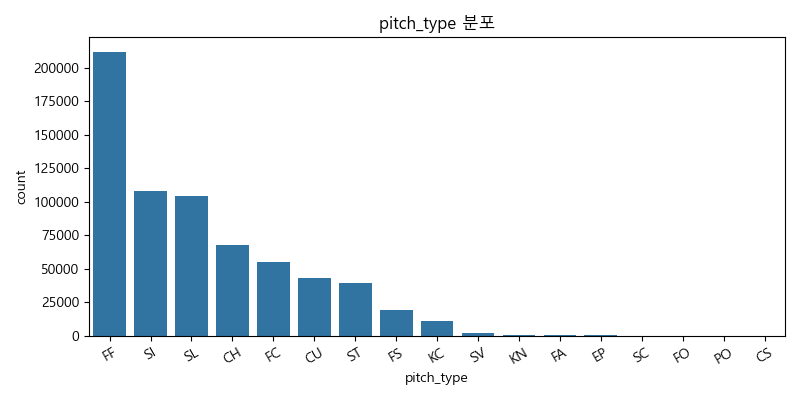 pitch_type 분포
count
200000
175000
150000
125000
100000
75000
50000
25000
0
FF SI SL CH FC CU ST FS KC SV KN FA EP SC FO PO CS
pitch_type